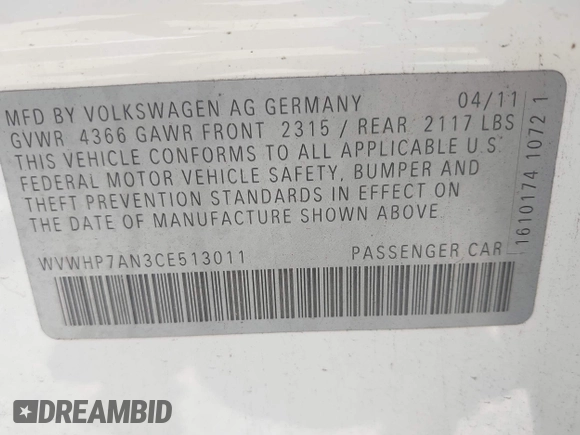 MFD BY VOLKSWAGEN AG GERMANY 04/11
GVWR 4366 GAWR FRONT 2315 / REAR 2117 LBS
THIS VEHICLE CONFORMS TO ALL APPLICABLE U.S.
FEDERAL MOTOR VEHICLE SAFETY, BUMPER AND
THEFT PREVENTION STANDARDS IN EFFECT ON
THE DATE OF MANUFACTURE SHOWN ABOVE.
WVWHP7AN3CE513011 PASSENGER CAR
1610174 1072 1
DREAMBID